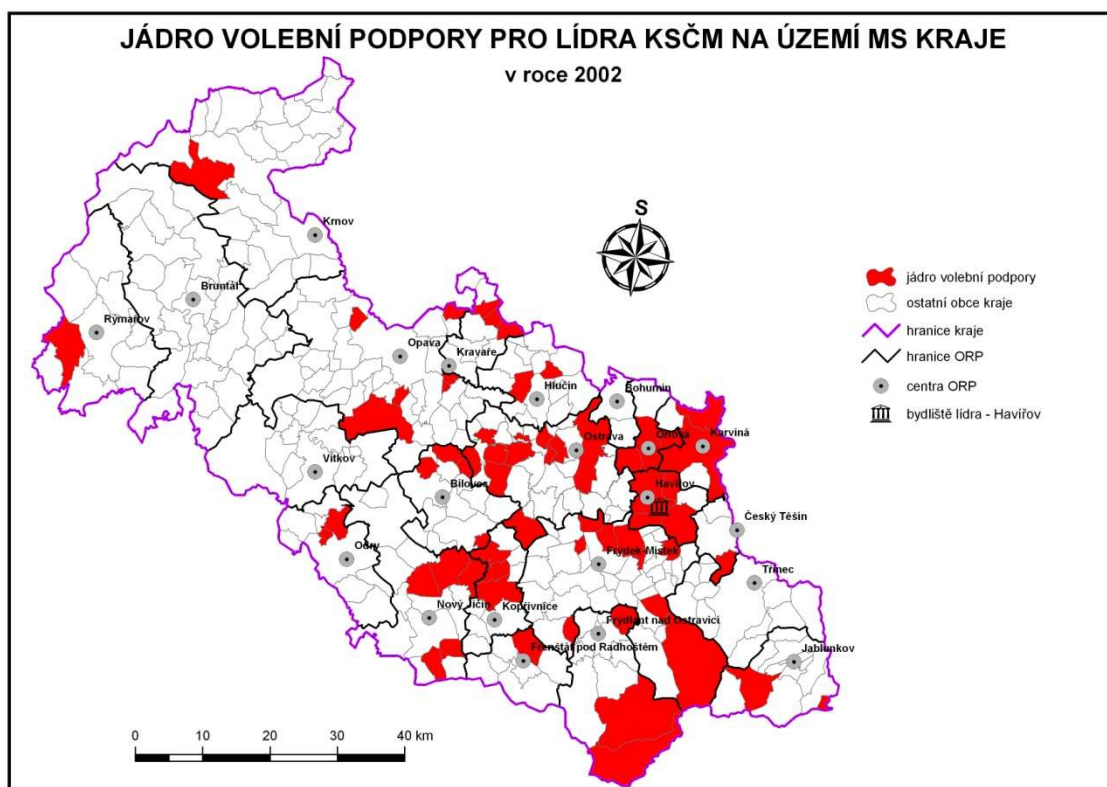 JÁDRO VOLEBNÍ PODPORY PRO LÍDRA KSČM NA ÚZEMÍ MS KRAJE
v roce 2002
S
Krnov
Bruntál
Rýmařov
jádro volební podpory
ostatní obce kraje
hranice kraje
hranice ORP
centra ORP
bydliště lídra - Havířov
Opava
Kravaře
Hlučín
Bohumín
Ostrava
Orlová
Karviná
Vítkov
Bílovec
Havířov
Český Těšín
Odry
Frýdek-Místek
Třinec
Nový Jičín
Kopřivnice
Frýdlant nad Ostravicí
Frenštát pod Radhoštěm
Jablunkov
0 10 20 30 40 km